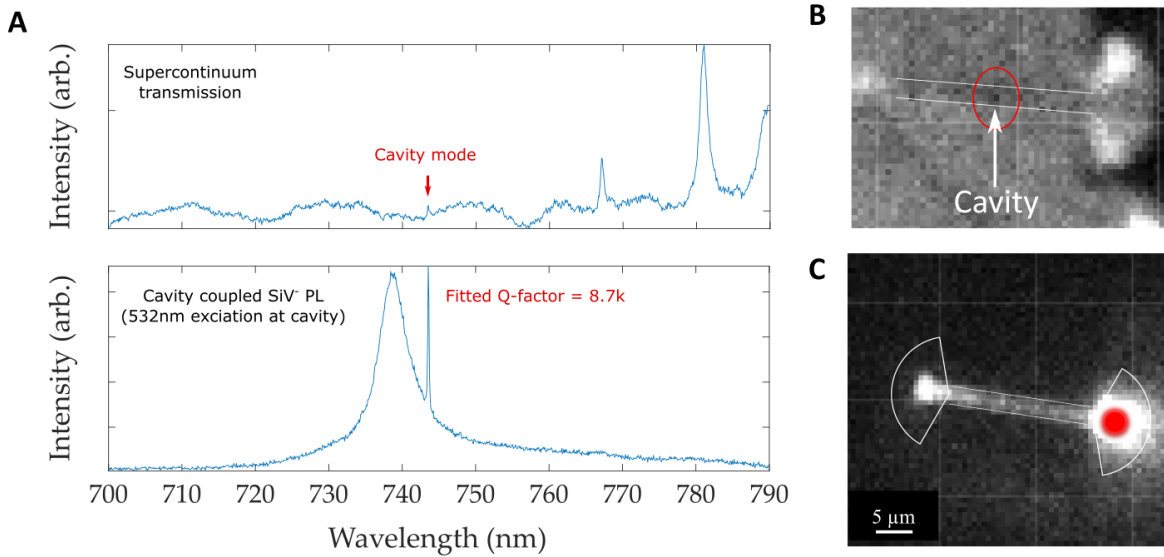 A
Intensity (arb.)
Supercontinuum
transmission
Cavity mode
Intensity (arb.)
Cavity coupled SiV⁻ PL
(532nm exciation at cavity)
Fitted Q-factor = 8.7k
700 710 720 730 740 750 760 770 780 790
Wavelength (nm)
B
Cavity
C
5 µm